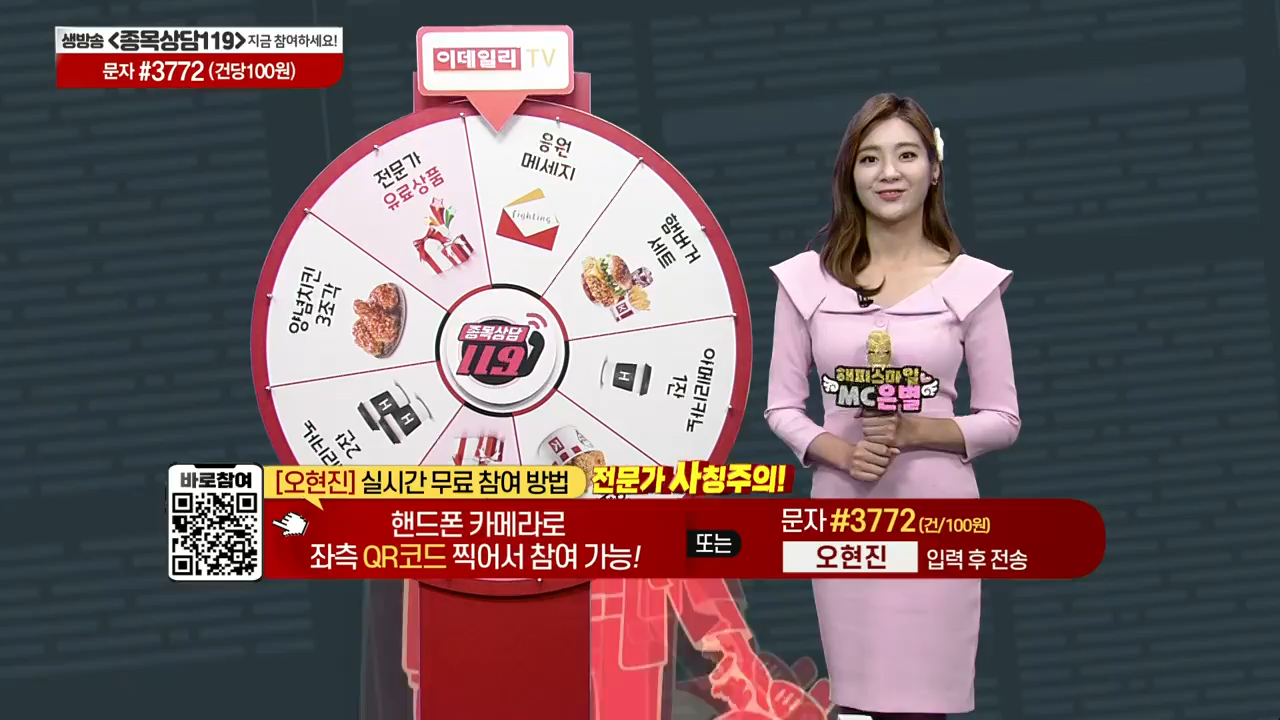 생방송 <종목상담119> 지금 참여하세요!
문자 #3772 (건당100원)
이데일리 TV
응원
메세지
Fighting
전문가
유료상품
햄버거
세트
양념치킨
3조각
아메리카노
1잔
2잔
H
H
H
종목상담
119
해피스마일
MC은별
바로참여
[오현진] 실시간 무료 참여 방법
전문가 사칭주의!
핸드폰 카메라로
좌측 QR코드 찍어서 참여 가능!
또는
문자 #3772 (건/100원)
오현진 입력 후 전송